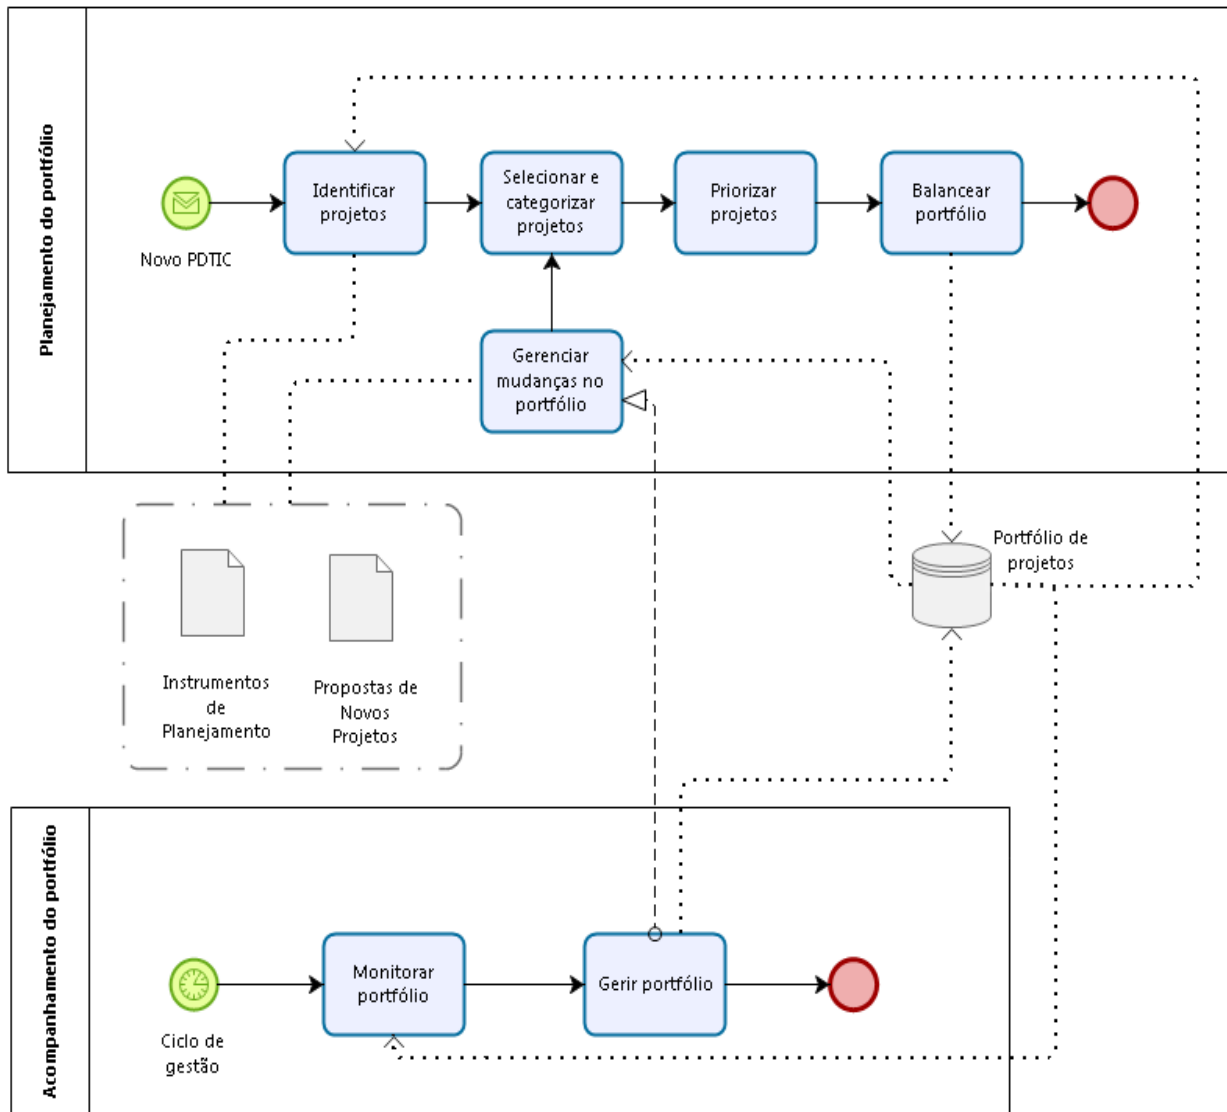 Planejamento do portfólio
Identificar
projetos
Selecionar e
categorizar
projetos
Priorizar
projetos
Balancear
portfólio
Novo PDTIC
Gerenciar
mudanças no
portfólio
Portfólio de
projetos
Instrumentos
de
Planejamento
Propostas de
Novos
Projetos
Acompanhamento do portfólio
Monitorar
portfólio
Gerir portfólio
Ciclo de
gestão